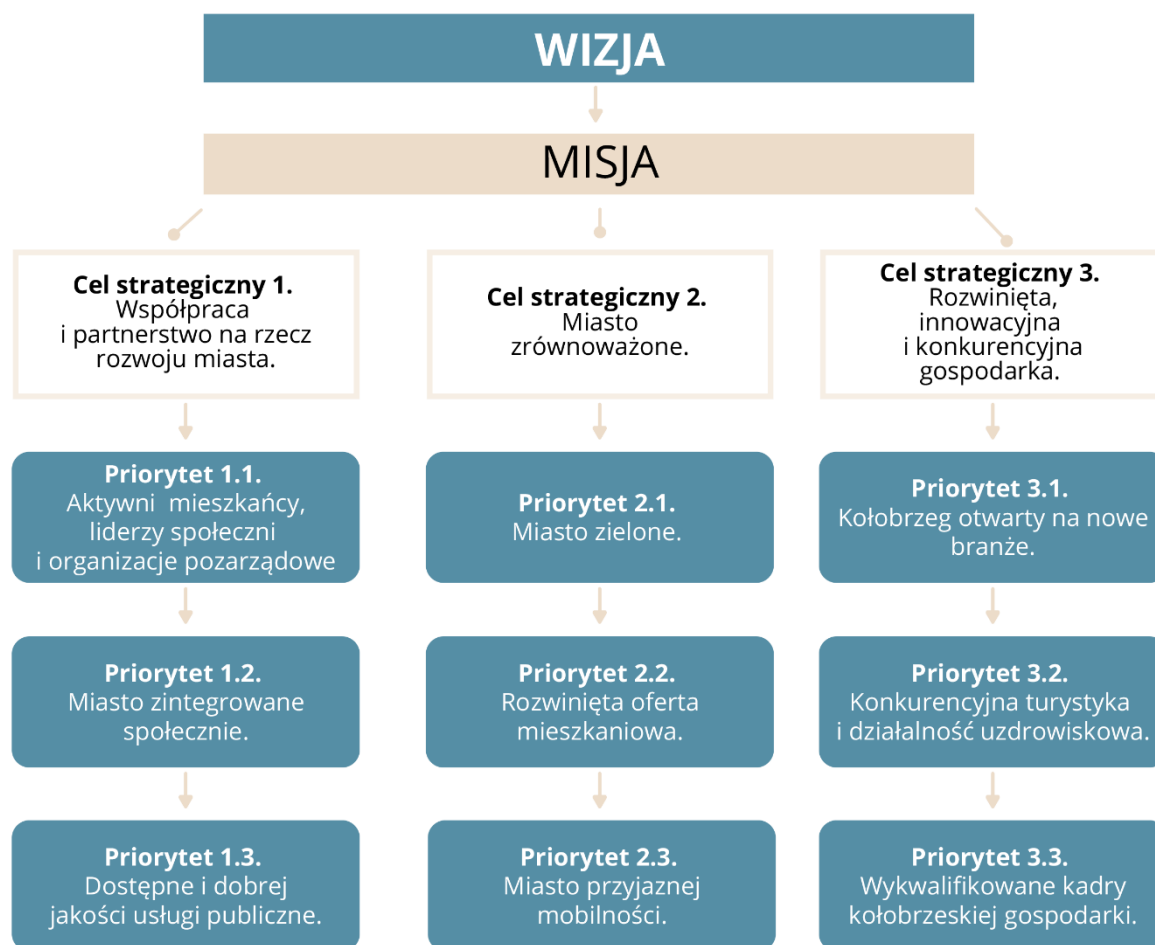 WIZJA
MISJA
Cel strategiczny 1.
Współpraca
i partnerstwo na rzecz
rozwoju miasta.
Cel strategiczny 2.
Miasto
zrównoważone.
Cel strategiczny 3.
Rozwinięta,
innowacyjna
i konkurencyjna
gospodarka.
Priorytet 1.1.
Aktywni mieszkańcy,
liderzy społeczni
i organizacje pozarządowe
Priorytet 2.1.
Miasto zielone.
Priorytet 3.1.
Kołobrzeg otwarty na nowe
branże.
Priorytet 1.2.
Miasto zintegrowane
społecznie.
Priorytet 2.2.
Rozwinięta oferta
mieszkaniowa.
Priorytet 3.2.
Konkurencyjna turystyka
i działalność uzdrowiskowa.
Priorytet 1.3.
Dostępne i dobrej
jakości usługi publiczne.
Priorytet 2.3.
Miasto przyjaznej
mobilności.
Priorytet 3.3.
Wykwalifikowane kadry
kołobrzeskiej gospodarki.